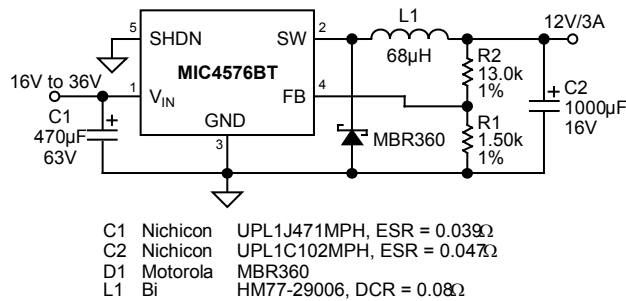 L1
12V/3A
5
SHDN
SW
2
68µH
R2
13.0k
1%
MIC4576BT
16V to 36V
1
VIN
FB
4
C2
1000µF
16V
C1
470µF
63V
GND
3
MBR360
R1
1.50k
1%
C1 Nichicon UPL1J471MPH, ESR = 0.039Ω
C2 Nichicon UPL1C102MPH, ESR = 0.047Ω
D1 Motorola MBR360
L1 Bi HM77-29006, DCR = 0.08Ω